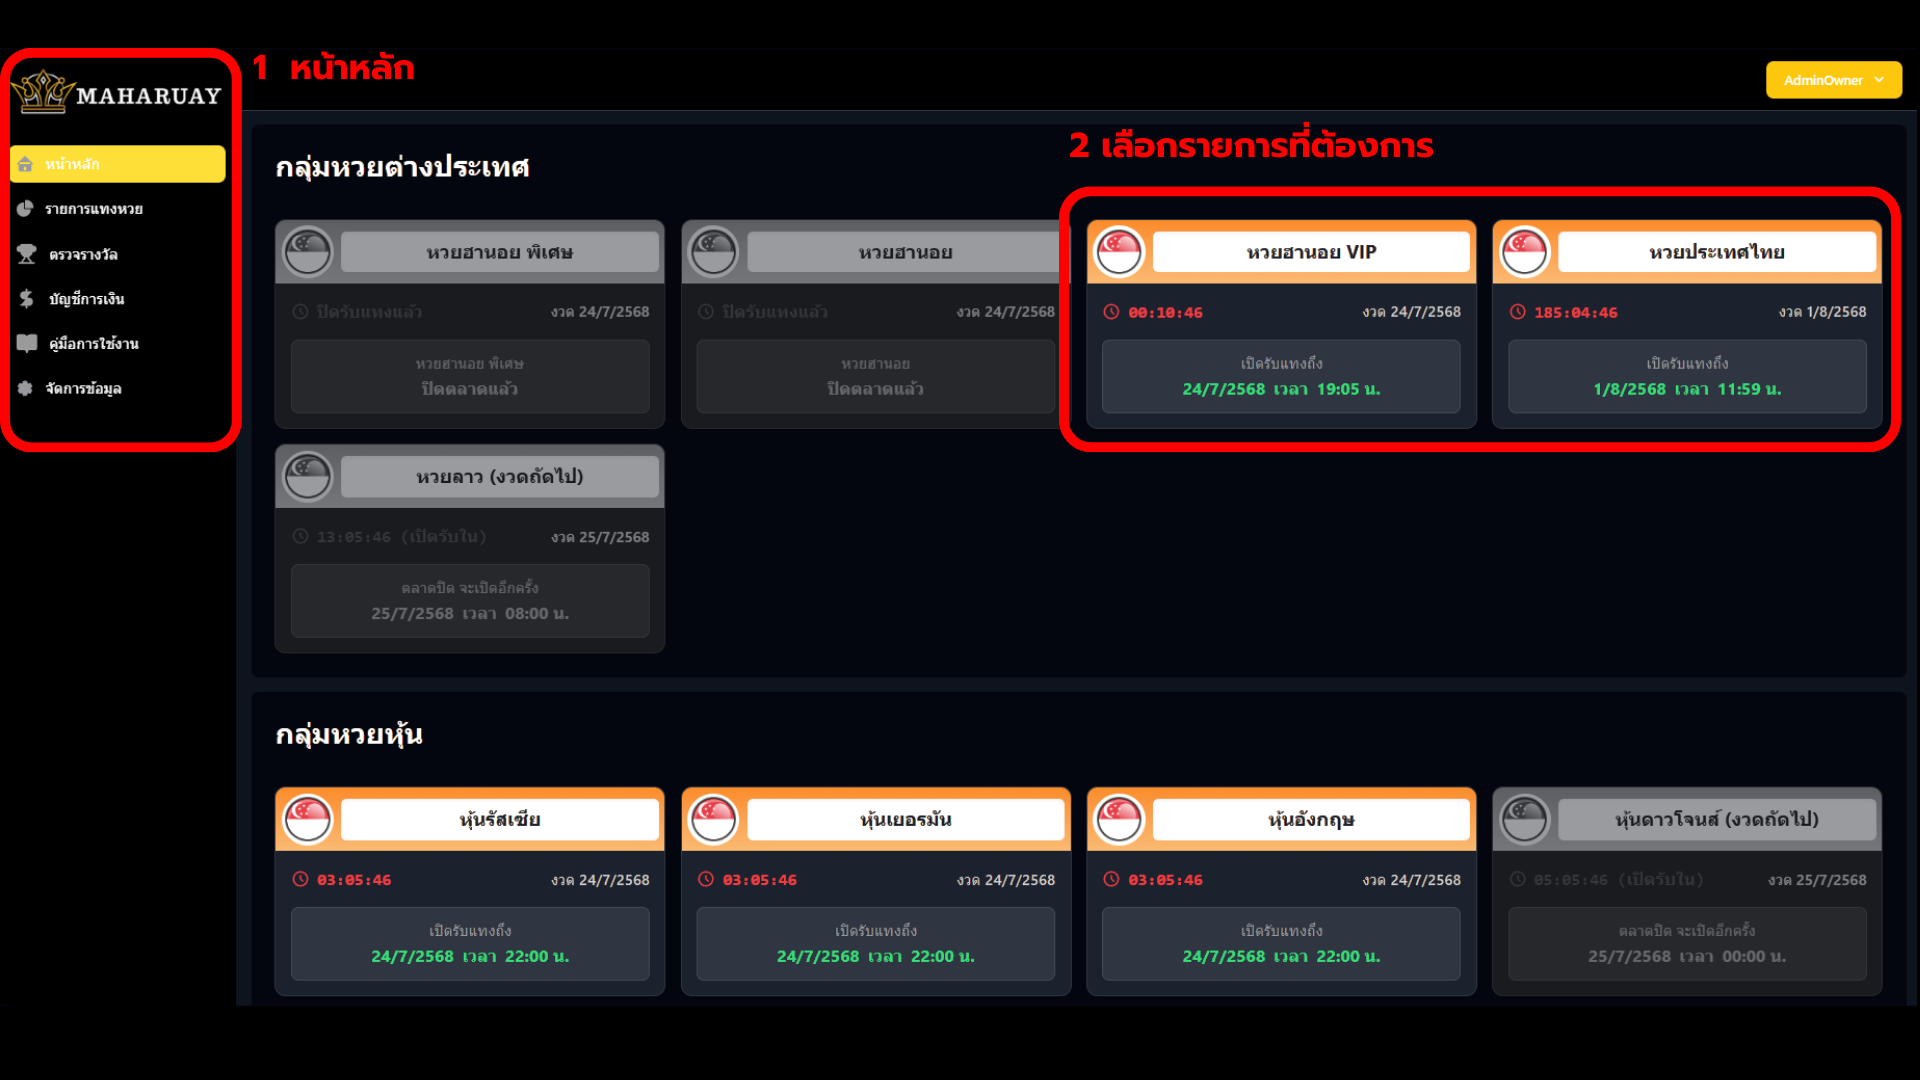 1 หน้าหลัก
MAHARUAY
AdminOwner
หน้าหลัก
รายการแทงหวย
ตรวจรางวัล
บัญชีการเงิน
คู่มือการใช้งาน
จัดการข้อมูล
กลุ่มหวยต่างประเทศ
2 เลือกรายการที่ต้องการ
หวยฮานอย พิเศษ
ปิดรับแทงแล้ว งวด 24/7/2568
หวยฮานอย พิเศษ
ปิดตลาดแล้ว
หวยฮานอย
ปิดรับแทงแล้ว งวด 24/7/2568
หวยฮานอย
ปิดตลาดแล้ว
หวยฮานอย VIP
00:10:46 งวด 24/7/2568
เปิดรับแทงถึง
24/7/2568 เวลา 19:05 น.
หวยประเทศไทย
185:04:46 งวด 1/8/2568
เปิดรับแทงถึง
1/8/2568 เวลา 11:59 น.
หวยลาว (งวดถัดไป)
13:05:46 (เปิดรับใน) งวด 25/7/2568
ตลาดปิด จะเปิดอีกครั้ง
25/7/2568 เวลา 08:00 น.
กลุ่มหวยหุ้น
หุ้นรัสเซีย
03:05:46 งวด 24/7/2568
เปิดรับแทงถึง
24/7/2568 เวลา 22:00 น.
หุ้นเยอรมัน
03:05:46 งวด 24/7/2568
เปิดรับแทงถึง
24/7/2568 เวลา 22:00 น.
หุ้นอังกฤษ
03:05:46 งวด 24/7/2568
เปิดรับแทงถึง
24/7/2568 เวลา 22:00 น.
หุ้นดาวโจนส์ (งวดถัดไป)
05:05:46 (เปิดรับใน) งวด 25/7/2568
ตลาดปิด จะเปิดอีกครั้ง
25/7/2568 เวลา 00:00 น.